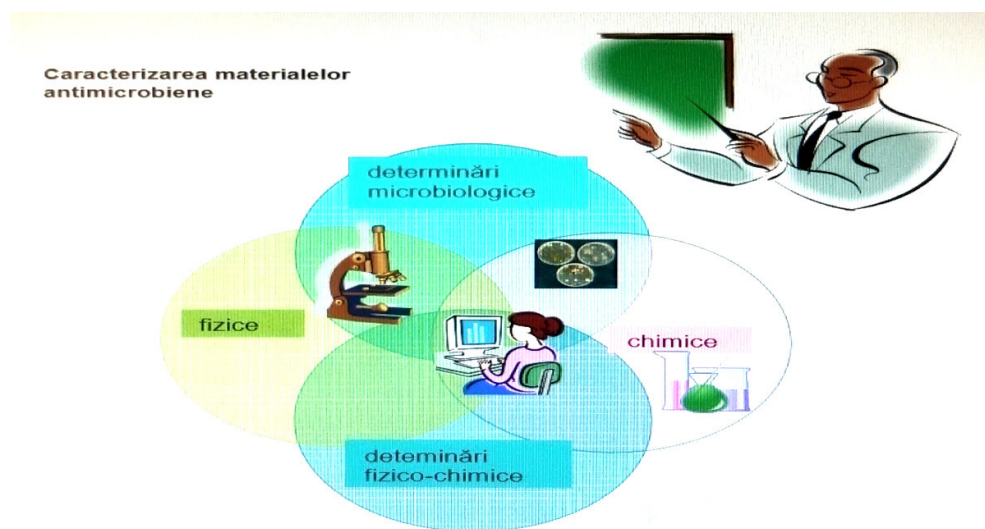 Caracterizarea materialelor
antimicrobiene
determinări
microbiologice
fizice
chimice
deteminări
fizico-chimice